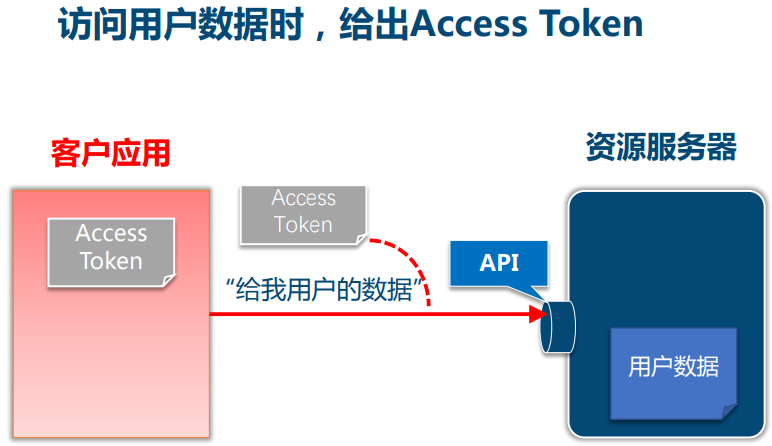 访问用户数据时，给出Access Token
客户应用
资源服务器
Access
Token
Access
Token
API
“给我用户的数据”
用户数据